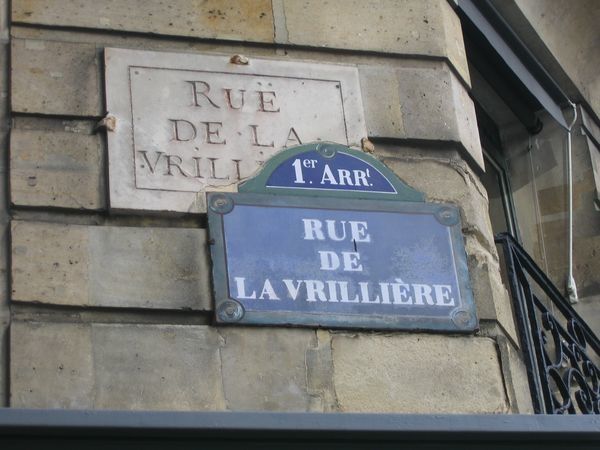 RUË
DE LA
1er ARRt.
RUE
DE
LA VRILLIÈRE